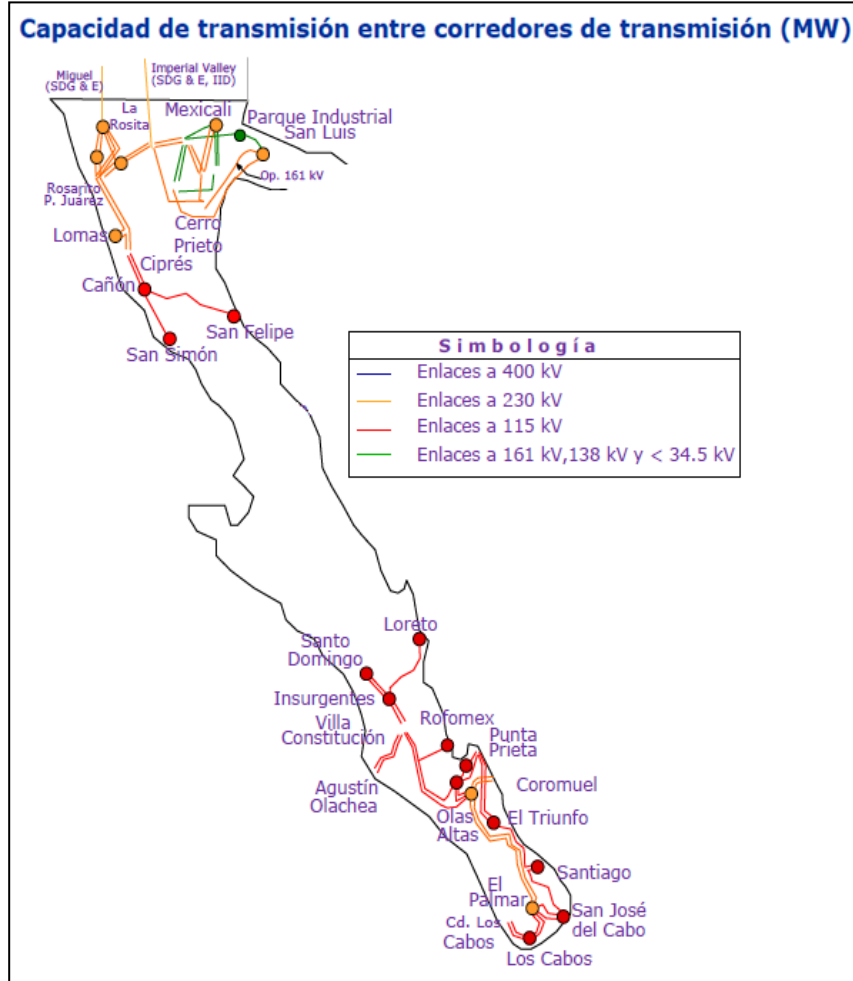 Capacidad de transmisión entre corredores de transmisión (MW)
Miguel
(SDG & E)
Imperial Valley
(SDG & E, IID)
La
Rosita
Mexicali
Parque Industrial
San Luis
Op. 161 kV
Rosarito
P. Juárez
Cerro
Prieto
Lomas
Ciprés
Cañón
San Felipe
San Simón
Simbología
Enlaces a 400 kV
Enlaces a 230 kV
Enlaces a 115 kV
Enlaces a 161 kV,138 kV y < 34.5 kV
Loreto
Santo
Domingo
Insurgentes
Villa
Constitución
Rofomex
Punta
Prieta
Agustín
Olachea
Coromuel
Olas
Altas
El Triunfo
Santiago
El
Palmar
San José
del Cabo
Cd. Los
Cabos
Los Cabos